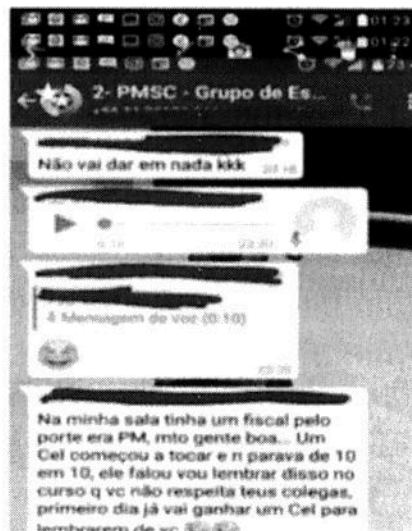 2- PMSC - Grupo de Es...
Não vai dar em nada kkk
Mensagem de voz (0:10)
Na minha sala tinha um fiscal pelo
porte era PM, mto gente boa... Um
Cel começou a tocar e ñ parava de 10
em 10, ele falou vou lembrar disso no
curso q vc não respeita teus colegas,
primeiro dia já vai ganhar um Cel para
lembrarem de vc